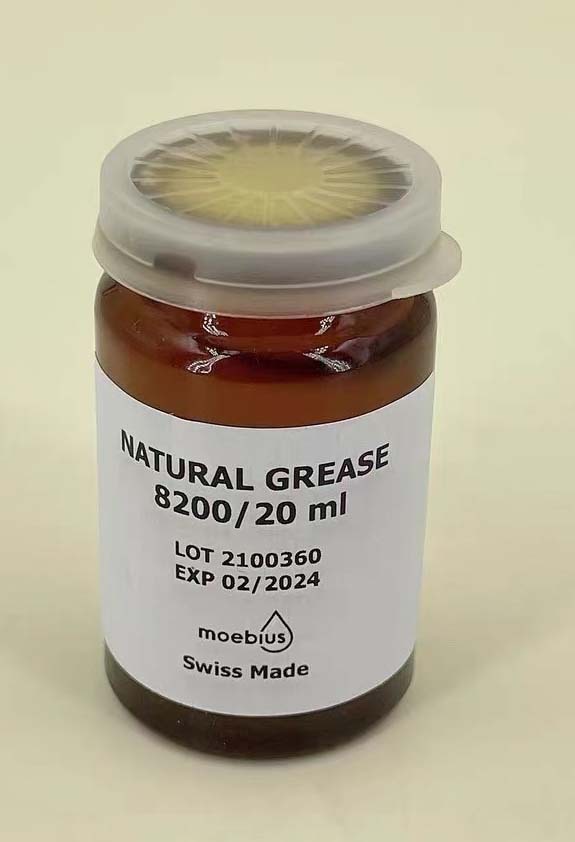 NATURAL GREASE
8200/20 ml
LOT 2100360
EXP 02/2024
moebius
Swiss Made